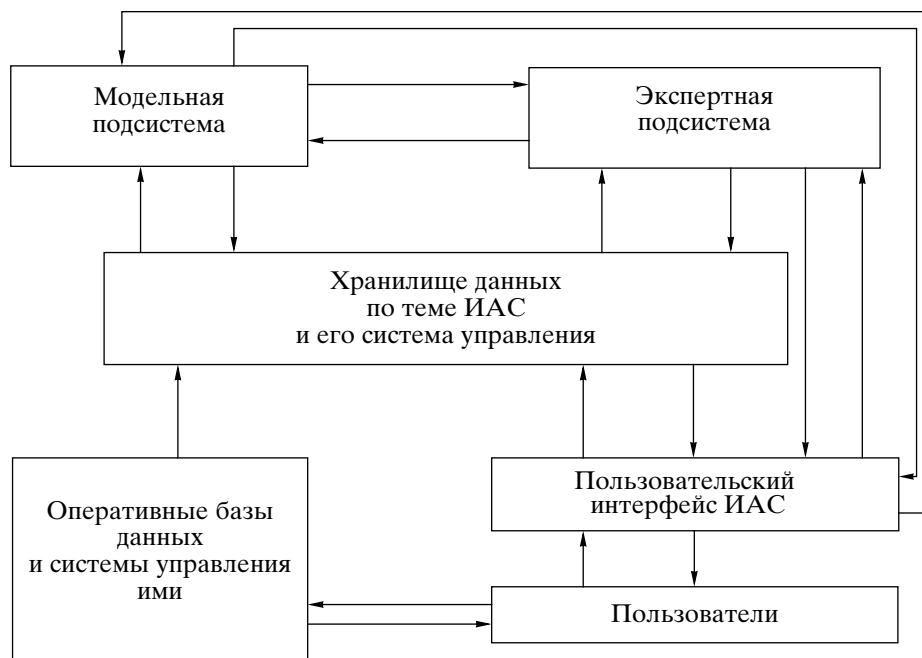 Модельная
подсистема
Экспертная
подсистема
Хранилище данных
по теме ИАС
и его система управления
Оперативные базы
данных
и системы управления
ими
Пользовательский
интерфейс ИАС
Пользователи